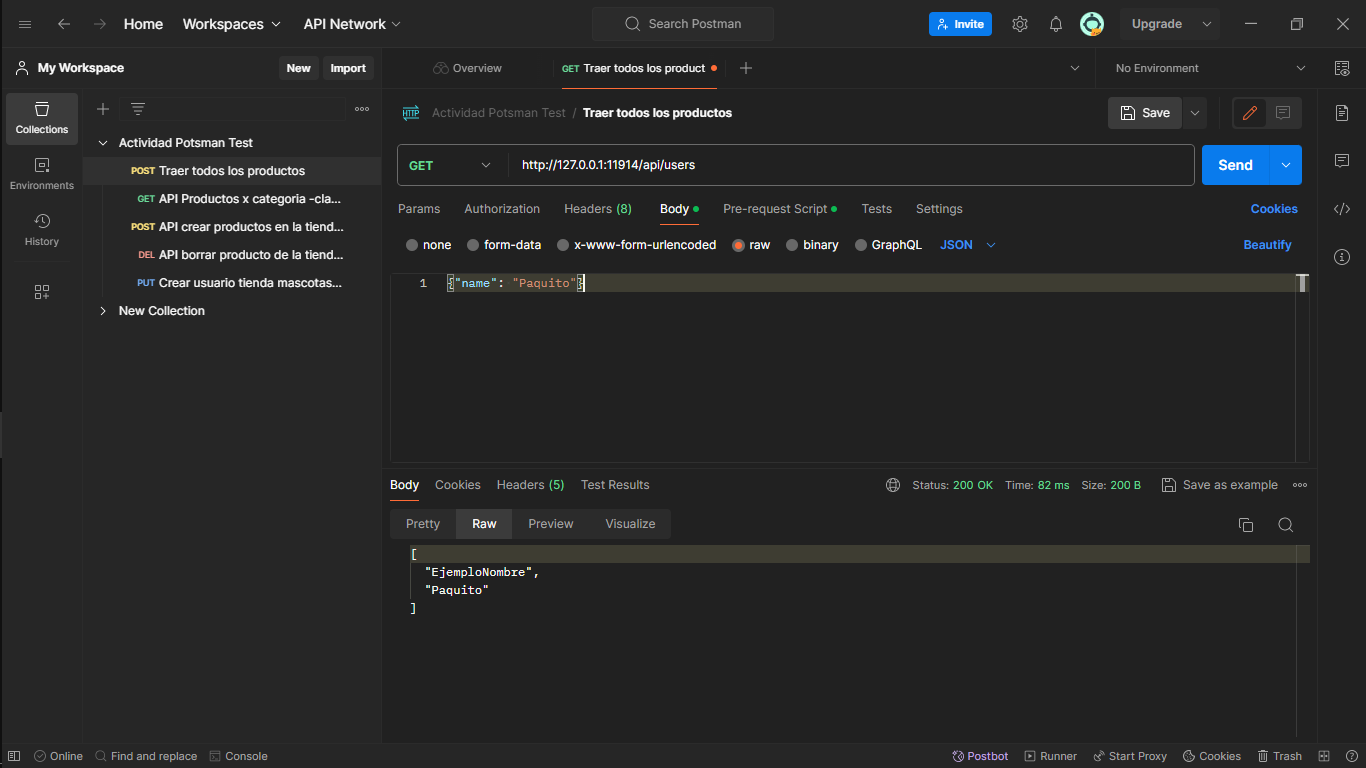 Home Workspaces API Network Search Postman Invite Upgrade
My Workspace New Import Overview GET Traer todos los product No Environment
Collections
Environments
History
Actividad Potsman Test
POST Traer todos los productos
GET API Productos x categoria -cla...
POST API crear productos en la tiend...
DEL API borrar producto de la tiend...
PUT Crear usuario tienda mascotas...
New Collection
HTTP Actividad Potsman Test / Traer todos los productos Save
GET http://127.0.0.1:11914/api/users Send
Params Authorization Headers (8) Body Pre-request Script Tests Settings Cookies
none form-data x-www-form-urlencoded raw binary GraphQL JSON Beautify
1 {"name": "Paquito"}
Body Cookies Headers (5) Test Results Status: 200 OK Time: 82 ms Size: 200 B Save as example
Pretty Raw Preview Visualize
[
"EjemploNombre",
"Paquito"
]
Online Find and replace Console Postbot Runner Start Proxy Cookies Trash